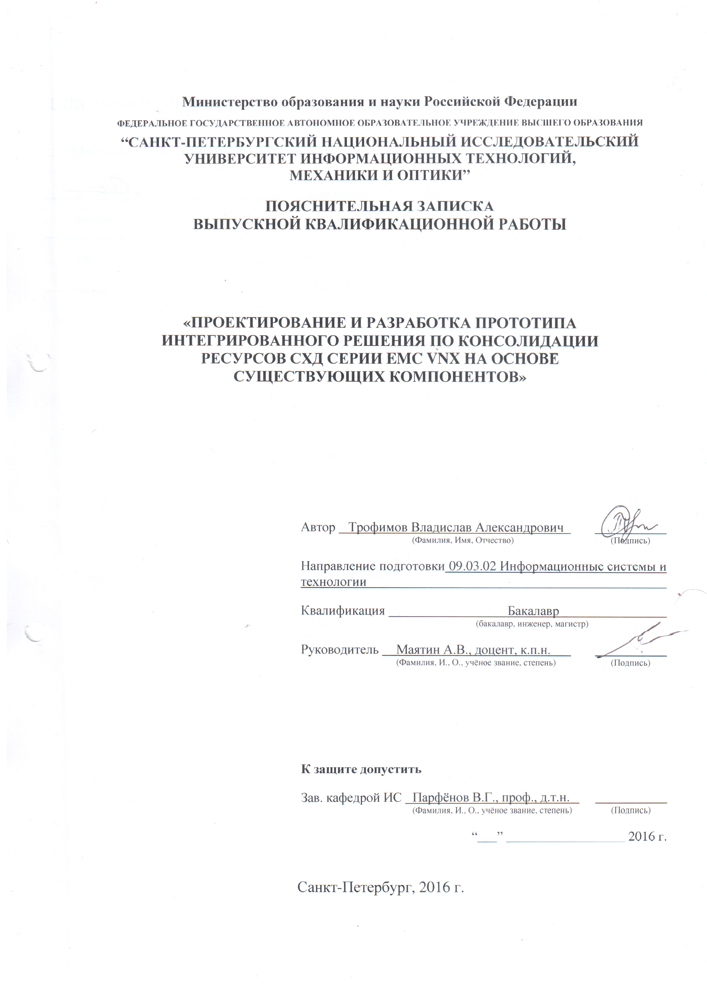 Министерство образования и науки Российской Федерации
ФЕДЕРАЛЬНОЕ ГОСУДАРСТВЕННОЕ АВТОНОМНОЕ ОБРАЗОВАТЕЛЬНОЕ УЧРЕЖДЕНИЕ ВЫСШЕГО ОБРАЗОВАНИЯ
“САНКТ-ПЕТЕРБУРГСКИЙ НАЦИОНАЛЬНЫЙ ИССЛЕДОВАТЕЛЬСКИЙ
УНИВЕРСИТЕТ ИНФОРМАЦИОННЫХ ТЕХНОЛОГИЙ,
МЕХАНИКИ И ОПТИКИ”
ПОЯСНИТЕЛЬНАЯ ЗАПИСКА
ВЫПУСКНОЙ КВАЛИФИКАЦИОННОЙ РАБОТЫ
«ПРОЕКТИРОВАНИЕ И РАЗРАБОТКА ПРОТОТИПА
ИНТЕГРИРОВАННОГО РЕШЕНИЯ ПО КОНСОЛИДАЦИИ
РЕСУРСОВ СХД СЕРИИ EMC VNX НА ОСНОВЕ
СУЩЕСТВУЮЩИХ КОМПОНЕНТОВ»
Автор Трофимов Владислав Александрович
(Фамилия, Имя, Отчество) (Подпись)
Направление подготовки 09.03.02 Информационные системы и
технологии
Квалификация Бакалавр
(бакалавр, инженер, магистр)
Руководитель Маятин А.В., доцент, к.п.н.
(Фамилия, И., О., учёное звание, степень) (Подпись)
К защите допустить
Зав. кафедрой ИС Парфёнов В.Г., проф., д.т.н.
(Фамилия, И., О., учёное звание, степень) (Подпись)
“___” __________________ 2016 г.
Санкт-Петербург, 2016 г.